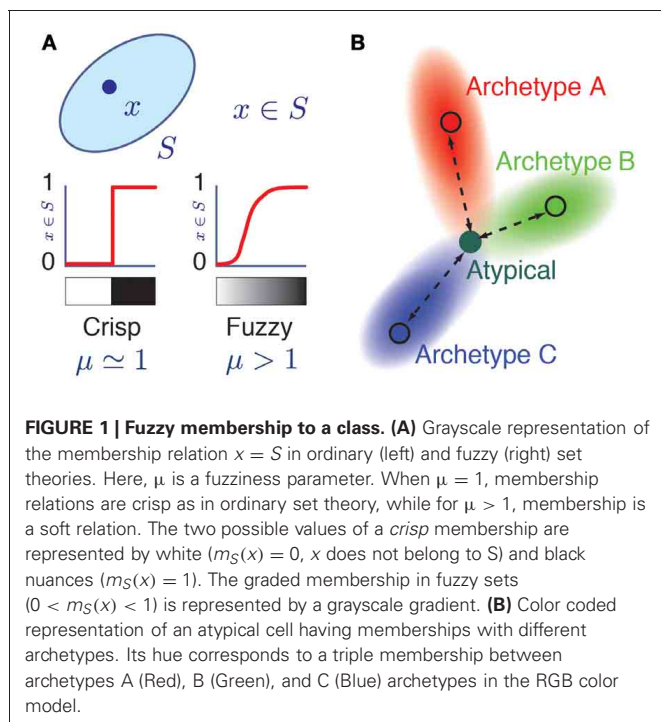 A
x
S
x ∈ S
1
x ∈ S
0
Crisp
μ ≃ 1
1
x ∈ S
0
Fuzzy
μ > 1
B
Archetype A
Archetype B
Atypical
Archetype C
FIGURE 1 | Fuzzy membership to a class. (A) Grayscale representation of
the membership relation x = S in ordinary (left) and fuzzy (right) set
theories. Here, μ is a fuzziness parameter. When μ = 1, membership
relations are crisp as in ordinary set theory, while for μ > 1, membership is
a soft relation. The two possible values of a crisp membership are
represented by white (m_S(x) = 0, x does not belong to S) and black
nuances (m_S(x) = 1). The graded membership in fuzzy sets
(0 < m_S(x) < 1) is represented by a grayscale gradient. (B) Color coded
representation of an atypical cell having memberships with different
archetypes. Its hue corresponds to a triple membership between
archetypes A (Red), B (Green), and C (Blue) archetypes in the RGB color
model.